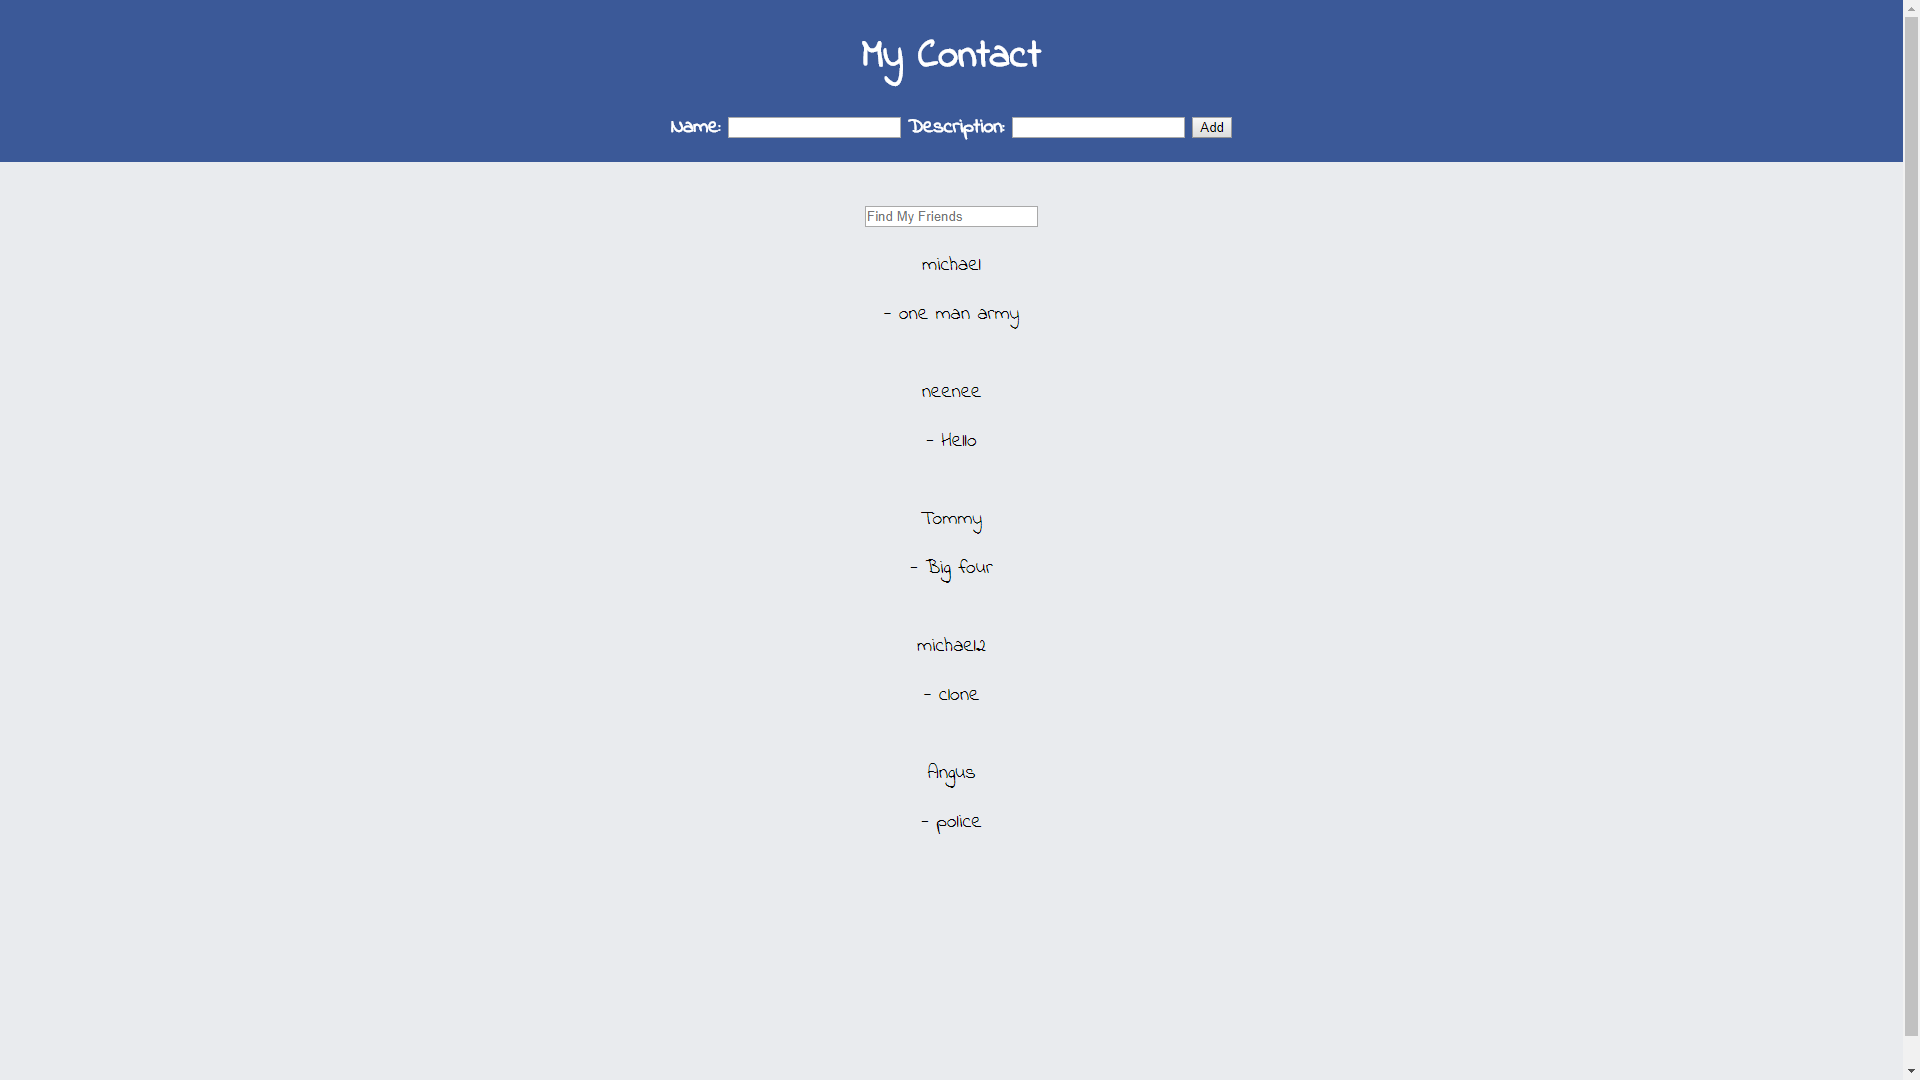 My Contact
Name: Description: Add
Find My Friends
michael
- one man army
neenee
- Hello
Tommy
- Big four
michael2
- clone
Angus
- police